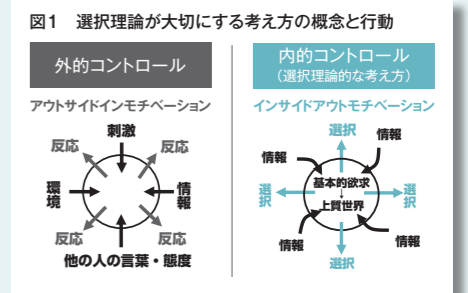 図1 選択理論が大切にする考え方の概念と行動
外的コントロール
アウトサイドインモチベーション
刺激
反応
反応
環境
情報
反応
反応
他の人の言葉・態度
内的コントロール
（選択理論的な考え方）
インサイドアウトモチベーション
選択
情報
情報
基本的欲求
↓
上質世界
選択
選択
情報
情報
選択